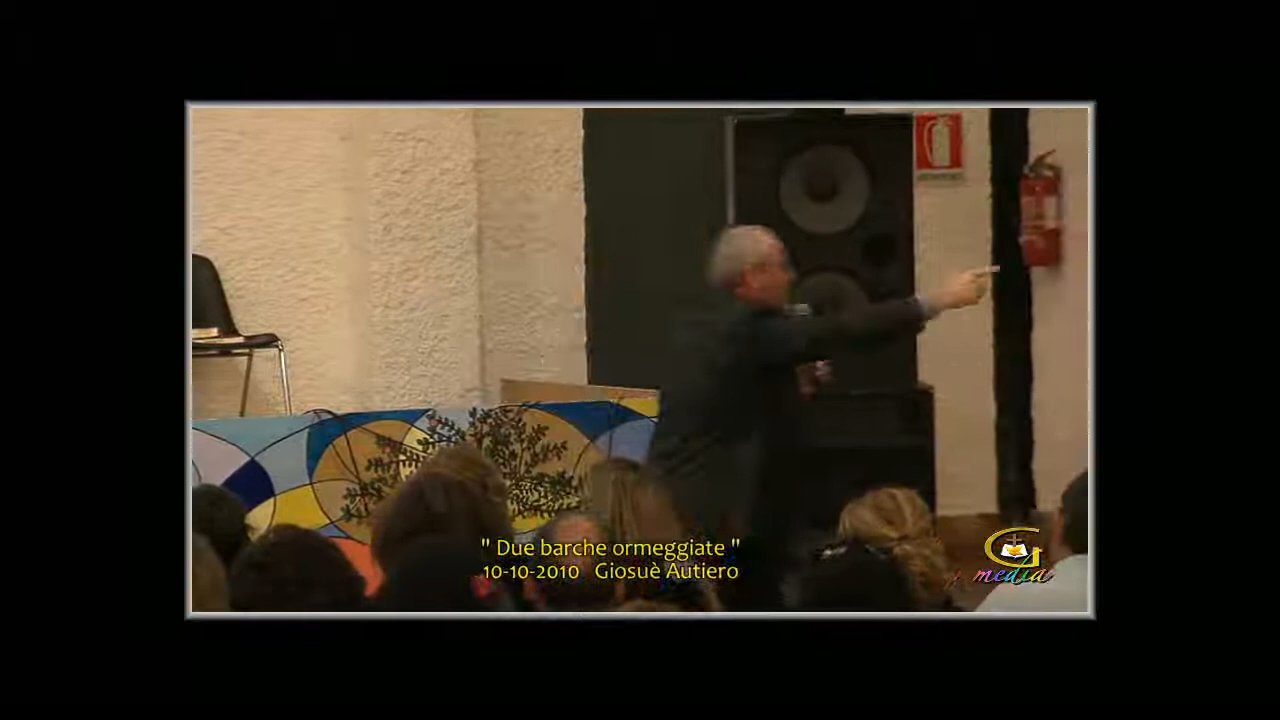 " Due barche ormeggiate "
10-10-2010 Giosuè Autiero
G
media